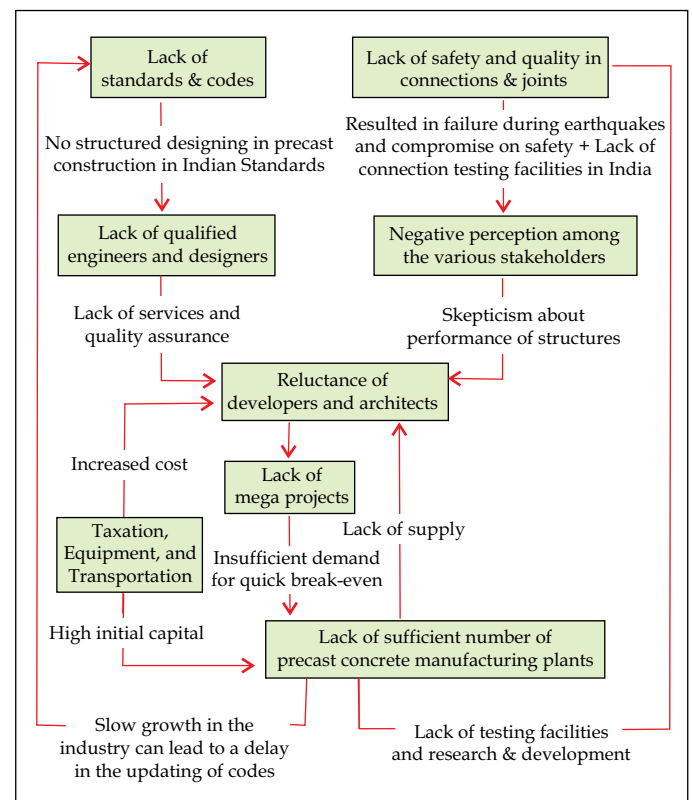 Lack of
standards & codes
Lack of safety and quality in
connections & joints
No structured designing in precast
construction in Indian Standards
Resulted in failure during earthquakes
and compromise on safety + Lack of
connection testing facilities in India
Lack of qualified
engineers and designers
Negative perception among
the various stakeholders
Lack of services and
quality assurance
Skepticism about
performance of structures
Reluctance of
developers and architects
Increased cost
Lack of
mega projects
Lack of supply
Taxation,
Equipment, and
Transportation
Insufficient demand
for quick break-even
High initial capital
Lack of sufficient number of
precast concrete manufacturing plants
Slow growth in the
industry can lead to a delay
in the updating of codes
Lack of testing facilities
and research & development